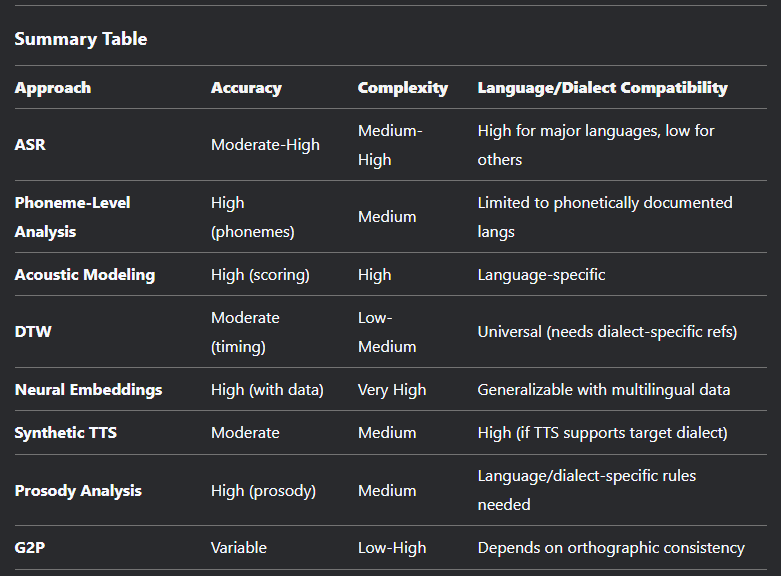 Summary Table
Approach Accuracy Complexity Language/Dialect Compatibility
ASR Moderate-High Medium-High High for major languages, low for others
Phoneme-Level Analysis High (phonemes) Medium Limited to phonetically documented langs
Acoustic Modeling High (scoring) High Language-specific
DTW Moderate (timing) Low-Medium Universal (needs dialect-specific refs)
Neural Embeddings High (with data) Very High Generalizable with multilingual data
Synthetic TTS Moderate Medium High (if TTS supports target dialect)
Prosody Analysis High (prosody) Medium Language/dialect-specific rules needed
G2P Variable Low-High Depends on orthographic consistency